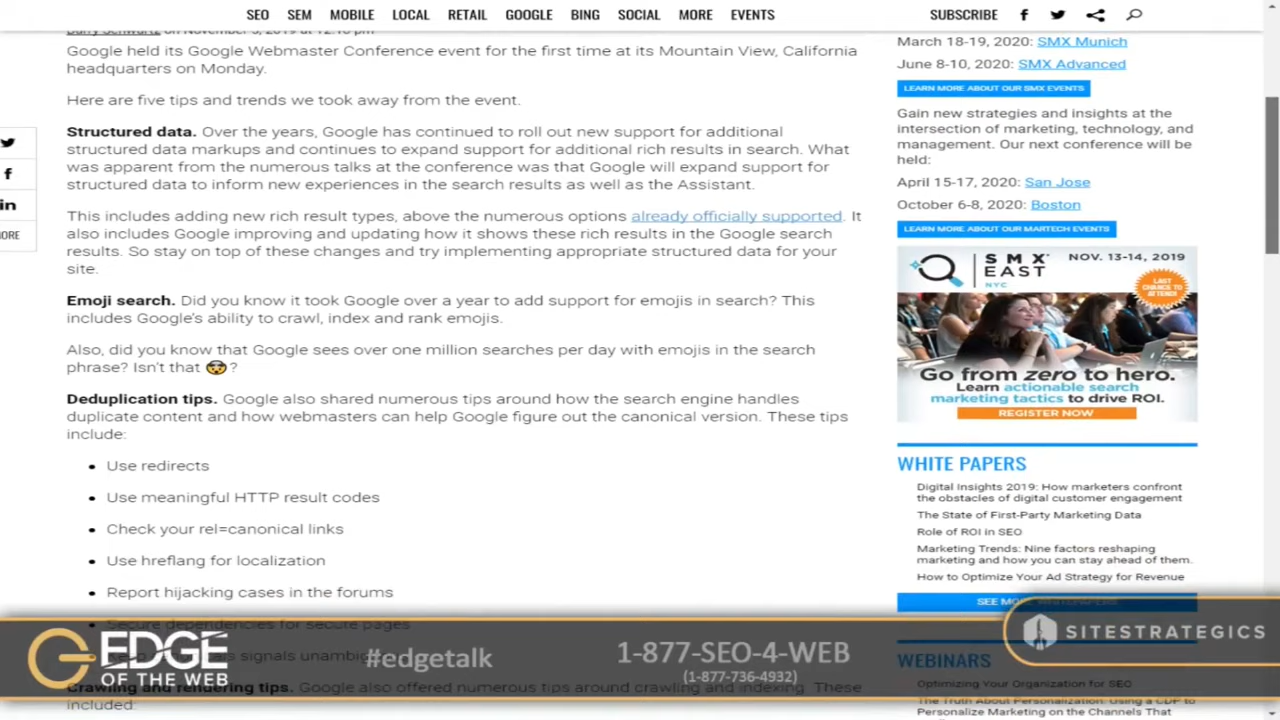 SEO SEM MOBILE LOCAL RETAIL GOOGLE BING SOCIAL MORE EVENTS SUBSCRIBE
Barry Schwartz on November 5, 2019 at 12:10 pm
Google held its Google Webmaster Conference event for the first time at its Mountain View, California
headquarters on Monday.
Here are five tips and trends we took away from the event.
Structured data. Over the years, Google has continued to roll out new support for additional
structured data markups and continues to expand support for additional rich results in search. What
was apparent from the numerous talks at the conference was that Google will expand support for
structured data to inform new experiences in the search results as well as the Assistant.
This includes adding new rich result types, above the numerous options already officially supported. It
also includes Google improving and updating how it shows these rich results in the Google search
results. So stay on top of these changes and try implementing appropriate structured data for your
site.
Emoji search. Did you know it took Google over a year to add support for emojis in search? This
includes Google's ability to crawl, index and rank emojis.
Also, did you know that Google sees over one million searches per day with emojis in the search
phrase? Isn't that 🤯?
Deduplication tips. Google also shared numerous tips around how the search engine handles
duplicate content and how webmasters can help Google figure out the canonical version. These tips
include:
• Use redirects
• Use meaningful HTTP result codes
• Check your rel=canonical links
• Use hreflang for localization
• Report hijacking cases in the forums
• Secure dependencies for secure pages
signals
Crawling and rendering tips. Google also offered numerous tips around crawling and indexing. These
included:
in
ORE
March 18-19, 2020: SMX Munich
June 8-10, 2020: SMX Advanced
LEARN MORE ABOUT OUR SMX EVENTS
Gain new strategies and insights at the
intersection of marketing, technology, and
management. Our next conference will be
held:
April 15-17, 2020: San Jose
October 6-8, 2020: Boston
LEARN MORE ABOUT OUR MARTECH EVENTS
SMX
EAST
NYC
NOV. 13-14, 2019
LAST
CHANCE TO
ATTEND!
Go from zero to hero.
Learn actionable search
marketing tactics to drive ROI.
REGISTER NOW
WHITE PAPERS
Digital Insights 2019: How marketers confront
the obstacles of digital customer engagement
The State of First-Party Marketing Data
Role of ROI in SEO
Marketing Trends: Nine factors reshaping
marketing and how you can stay ahead of them.
How to Optimize Your Ad Strategy for Revenue
SEE MORE WHITEPAPERS
WEBINARS
Optimizing Your Organization for SEO
The Truth About Personalization: Using a CDP to
Personalize Marketing on the Channels That
EDGE
OF THE WEB
#edgetalk
1-877-SEO-4-WEB
(1-877-736-4932)
SITESTRATEGICS